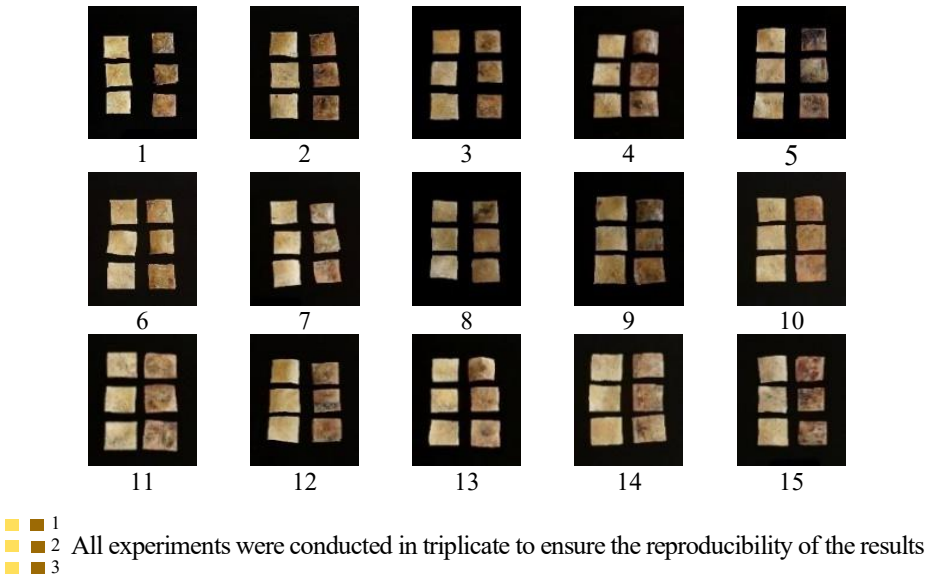 1 2 3 4 5
6 7 8 9 10
11 12 13 14 15
1
2 All experiments were conducted in triplicate to ensure the reproducibility of the results
3